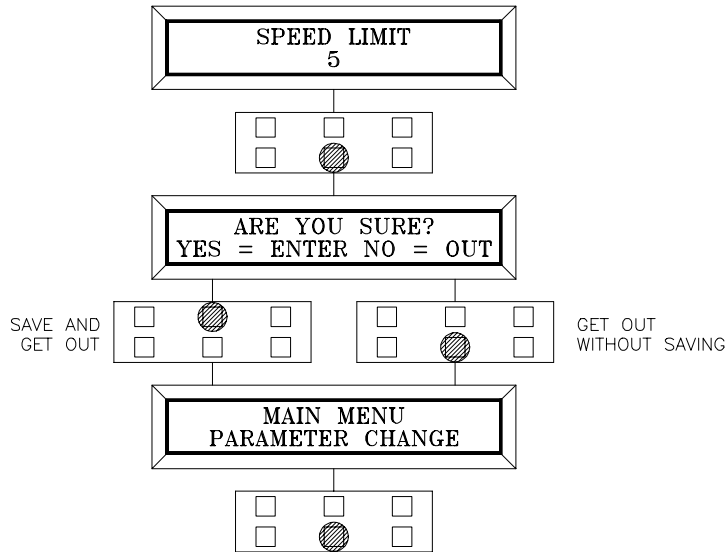 SPEED LIMIT
5
ARE YOU SURE?
YES = ENTER NO = OUT
SAVE AND
GET OUT
GET OUT
WITHOUT SAVING
MAIN MENU
PARAMETER CHANGE